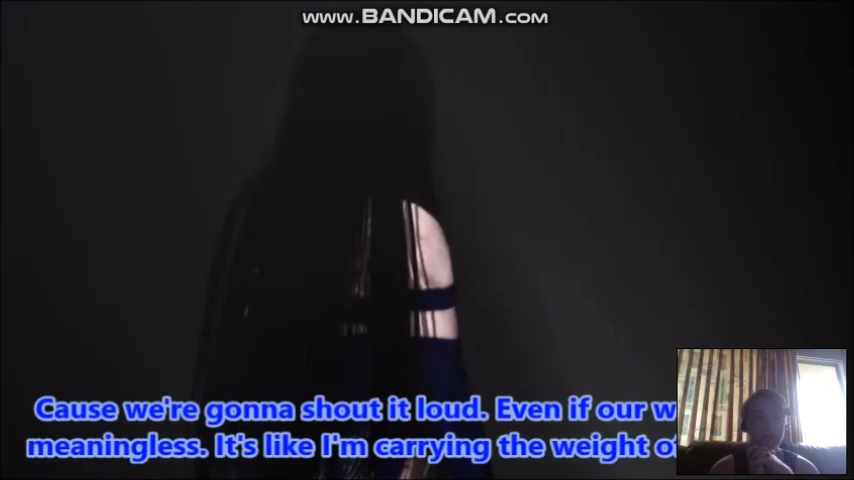 www.BANDICAM.com
Cause we're gonna shout it loud. Even if our w
meaningless. It's like I'm carrying the weight o